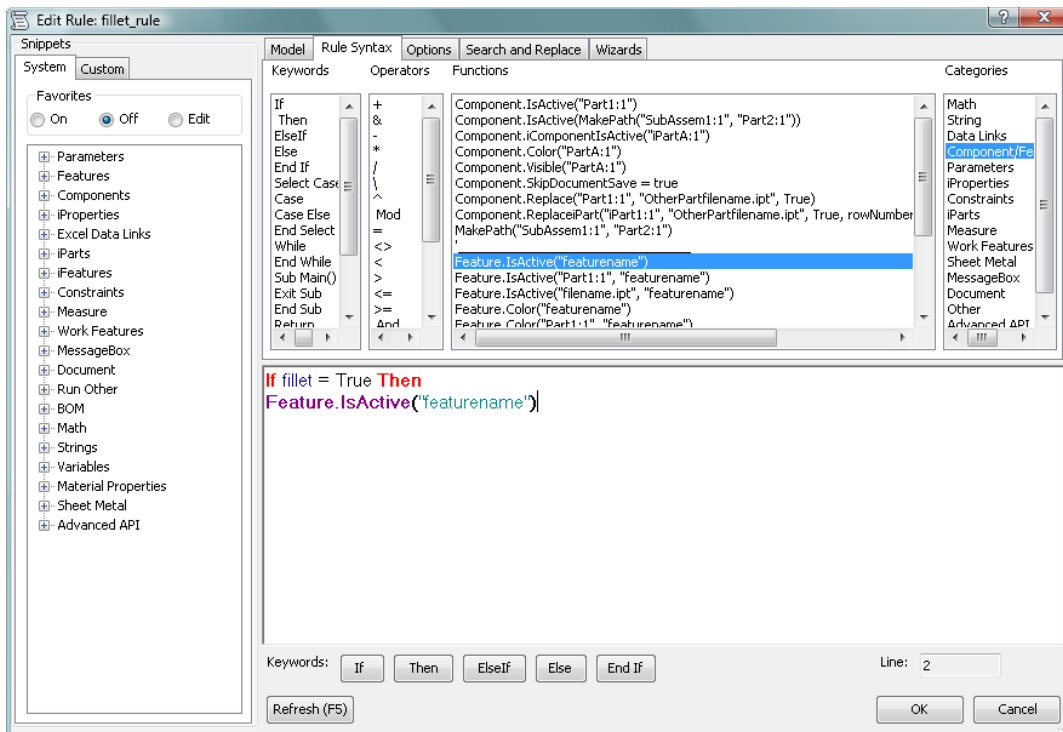 Edit Rule: fillet_rule
Snippets
System
Custom
Favorites
On
Off
Edit
Parameters
Features
Components
iProperties
Excel Data Links
iParts
iFeatures
Constraints
Measure
Work Features
MessageBox
Document
Run Other
BOM
Math
Strings
Variables
Material Properties
Sheet Metal
Advanced API
Model
Rule Syntax
Options
Search and Replace
Wizards
Keywords
If
Then
ElseIf
Else
End If
Select Case
Case
Case Else
End Select
While
End While
Sub Main()
Exit Sub
End Sub
Return
Operators
+
&
-
*
/
\
^
Mod
=
<>
<
>
<=
>=
And
Functions
Component.IsActive("Part1:1")
Component.IsActive(MakePath("SubAssem1:1", "Part2:1"))
Component.iComponentIsActive("iPartA:1")
Component.Color("PartA:1")
Component.Visible("PartA:1")
Component.SkipDocumentSave = true
Component.Replace("Part1:1", "OtherPartfilename.ipt", True)
Component.ReplaceiPart("iPart1:1", "OtherPartfilename.ipt", True, rowNumber
MakePath("SubAssem1:1", "Part2:1")
'____________________________________
Feature.IsActive("featurename")
Feature.IsActive("Part1:1", "featurename")
Feature.IsActive("filename.ipt", "featurename")
Feature.Color("featurename")
Feature.Color("Part1:1" "featurename")
Categories
Math
String
Data Links
Component/Fe
Parameters
iProperties
Constraints
iParts
Measure
Work Features
Sheet Metal
MessageBox
Document
Other
Advanced API
If fillet = True Then
Feature.IsActive("featurename")
Keywords:
If
Then
ElseIf
Else
End If
Line:
2
Refresh (F5)
OK
Cancel